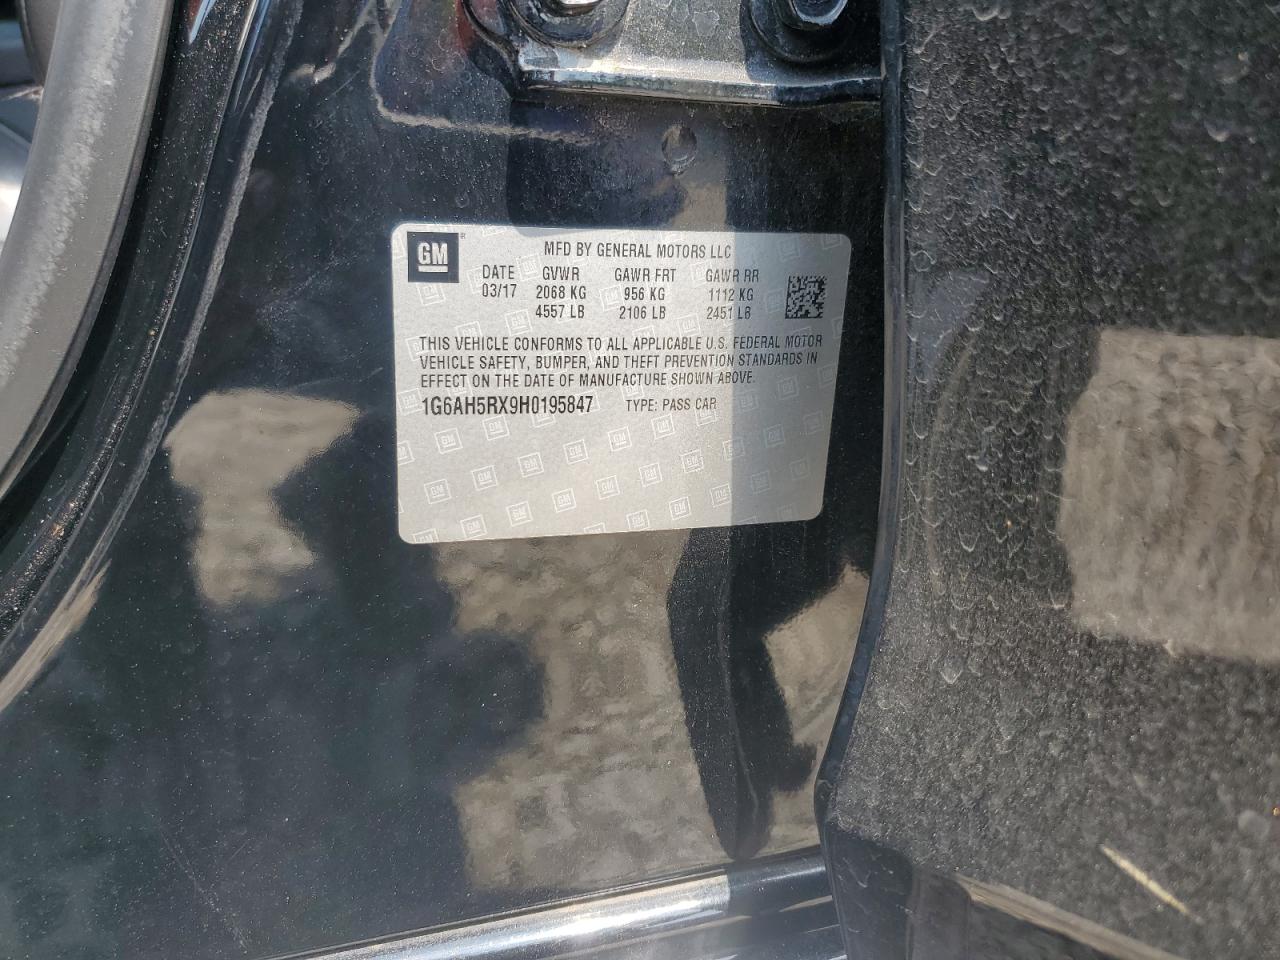 GM MFD BY GENERAL MOTORS LLC
DATE GVWR GAWR FRT GAWR RR
03/17 2068 KG 956 KG 1112 KG
4557 LB 2106 LB 2451 LB
THIS VEHICLE CONFORMS TO ALL APPLICABLE U.S. FEDERAL MOTOR
VEHICLE SAFETY, BUMPER, AND THEFT PREVENTION STANDARDS IN
EFFECT ON THE DATE OF MANUFACTURE SHOWN ABOVE.
1G6AH5RX9H0195847 TYPE: PASS CAR